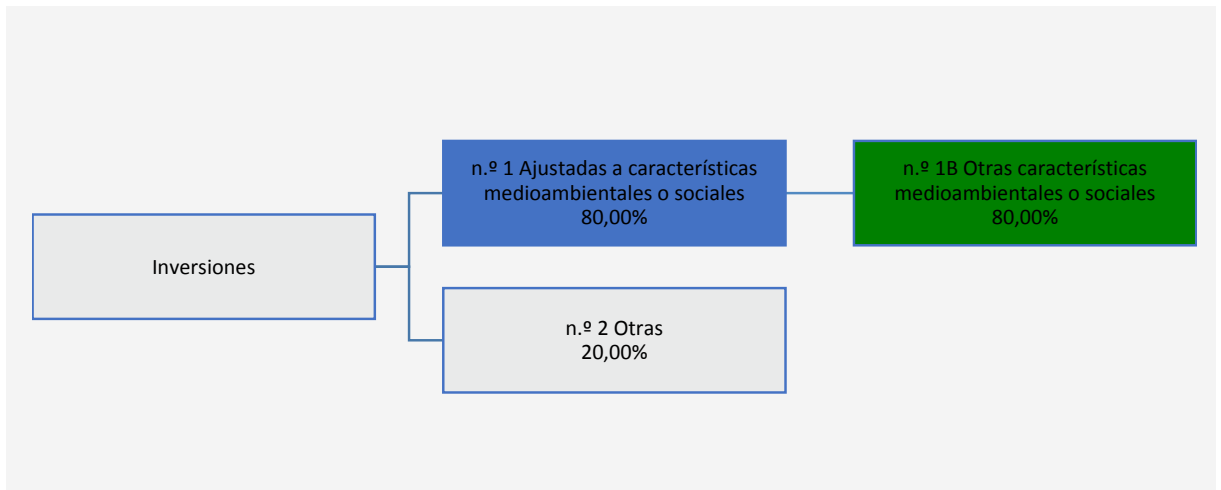 n.º 1 Ajustadas a características
medioambientales o sociales
80,00%
n.º 1B Otras características
medioambientales o sociales
80,00%
Inversiones
n.º 2 Otras
20,00%